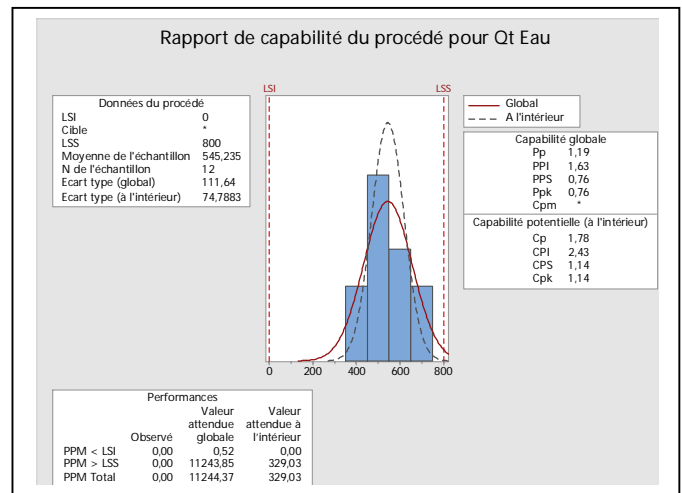 Rapport de capabilité du procédé pour Qt Eau
LSI LSS
Données du procédé
LSI 0
Cible *
LSS 800
Moyenne de l'échantillon 545,235
N de l'échantillon 12
Ecart type (global) 111,64
Ecart type (à l'intérieur) 74,7883
Global
A l'intérieur
Capabilité globale
Pp 1,19
PPI 1,63
PPS 0,76
Ppk 0,76
Cpm *
Capabilité potentielle (à l'intérieur)
Cp 1,78
CPI 2,43
CPS 1,14
Cpk 1,14
0 200 400 600 800
Performances
Valeur Valeur
attendue attendue à
Observé globale l'intérieur
PPM < LSI 0,00 0,52 0,00
PPM > LSS 0,00 11243,85 329,03
PPM Total 0,00 11244,37 329,03